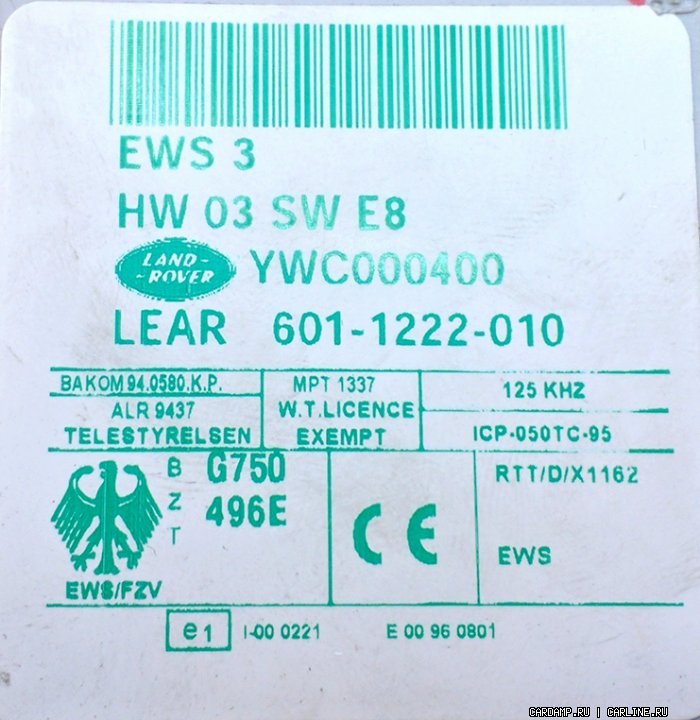 EWS 3
HW 03 SW E8
LAND-
-ROVER
YWC000400
LEAR 601-1222-010
BAKOM 94.0580.K.P.
ALR 9437
TELESTYRELSEN
MPT 1337
W.T.LICENCE
EXEMPT
125 KHZ
ICP-050TC-95
BZT
G750
496E
EWS/FZV
CE
RTT/D/X1162
EWS
e1 I-00 0221 E 00 96 0801
CARDAMP.RU | CARLINE.RU